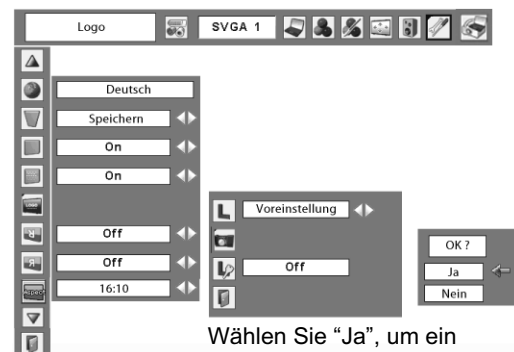 Logo
SVGA 1
Deutsch
Speichern
On
On
Voreinstellung
Off
Off
Off
16:10
OK ?
Ja
Nein
Wählen Sie “Ja”, um ein